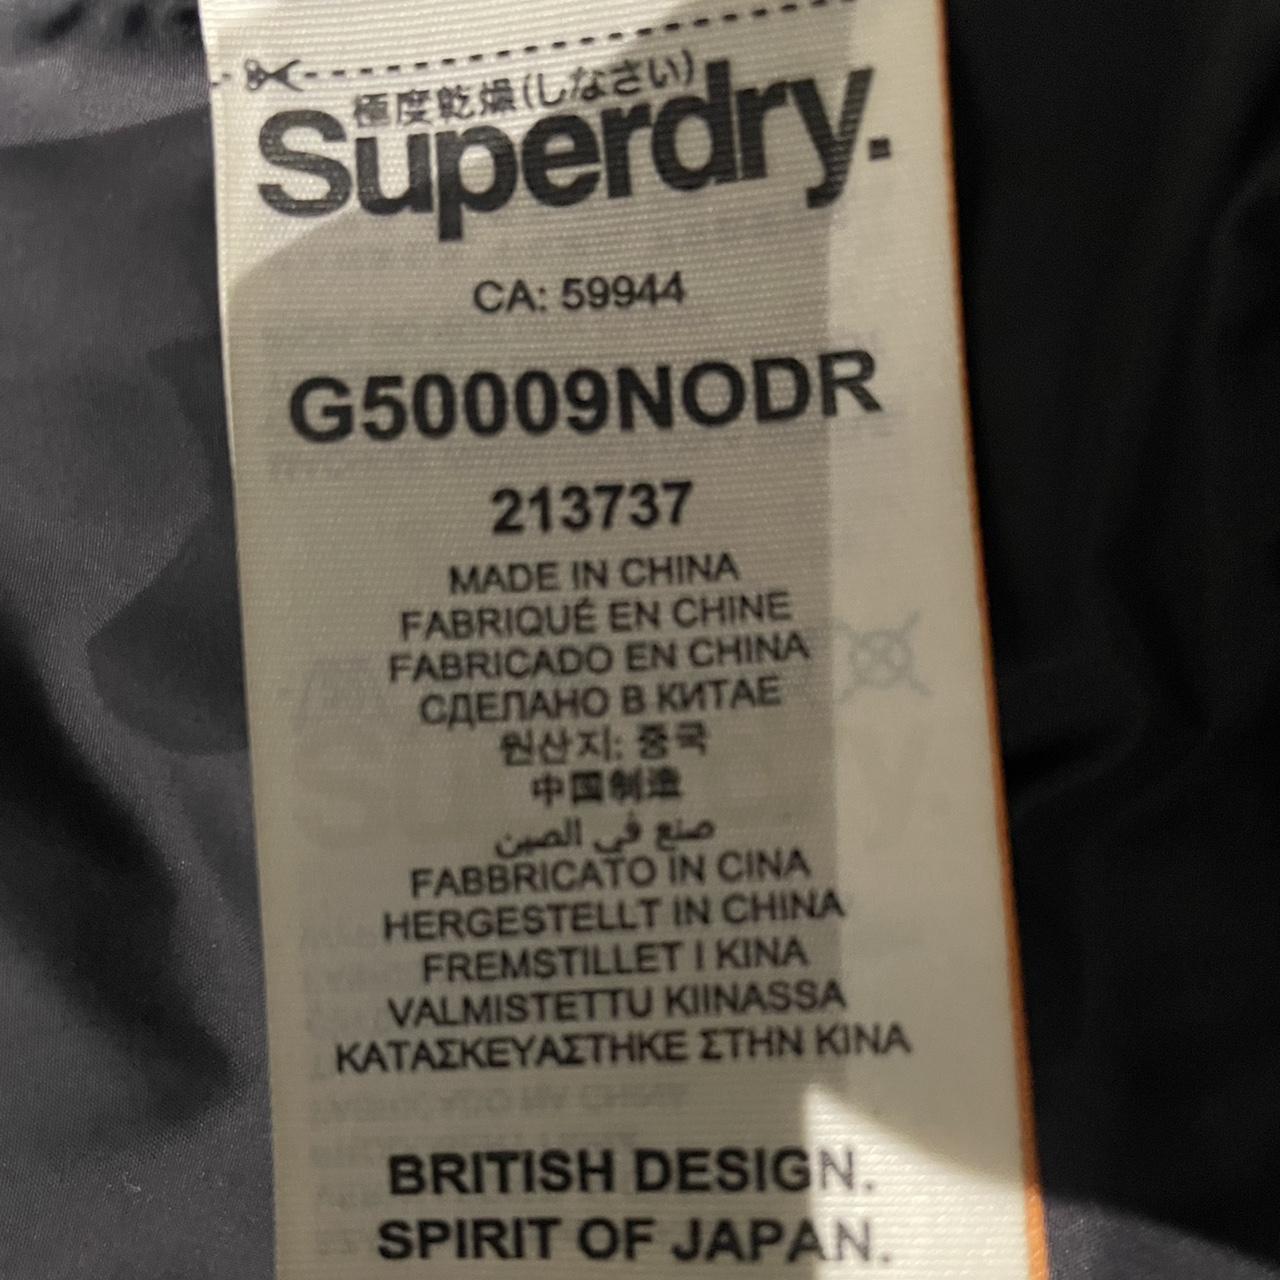 極度乾燥(しなさい)
Superdry.
CA: 59944
G50009NODR
213737
MADE IN CHINA
FABRIQUÉ EN CHINE
FABRICADO EN CHINA
СДЕЛАНО В КИТАЕ
원산지: 중국
中国制造
صنع في الصين
FABBRICATO IN CINA
HERGESTELLT IN CHINA
FREMSTILLET I KINA
VALMISTETTU KIINASSA
ΚΑΤΑΣΚΕΥΑΣΤΗΚΕ ΣΤΗΝ ΚΙΝΑ
BRITISH DESIGN.
SPIRIT OF JAPAN.